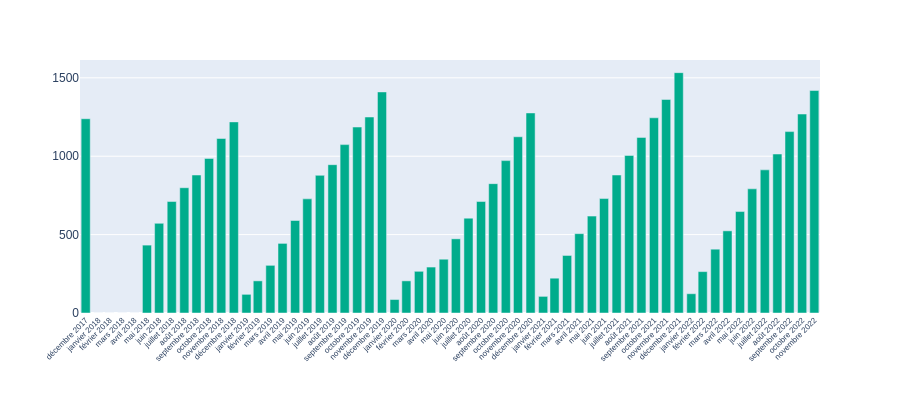 1500
1000
500
0
décembre 2017
janvier 2018
février 2018
mars 2018
avril 2018
mai 2018
juin 2018
juillet 2018
août 2018
septembre 2018
octobre 2018
novembre 2018
décembre 2018
janvier 2019
février 2019
mars 2019
avril 2019
mai 2019
juin 2019
juillet 2019
août 2019
septembre 2019
octobre 2019
novembre 2019
décembre 2019
janvier 2020
février 2020
mars 2020
avril 2020
mai 2020
juin 2020
juillet 2020
août 2020
septembre 2020
octobre 2020
novembre 2020
décembre 2020
janvier 2021
février 2021
mars 2021
avril 2021
mai 2021
juin 2021
juillet 2021
août 2021
septembre 2021
octobre 2021
novembre 2021
décembre 2021
janvier 2022
février 2022
mars 2022
avril 2022
mai 2022
juin 2022
juillet 2022
août 2022
septembre 2022
octobre 2022
novembre 2022